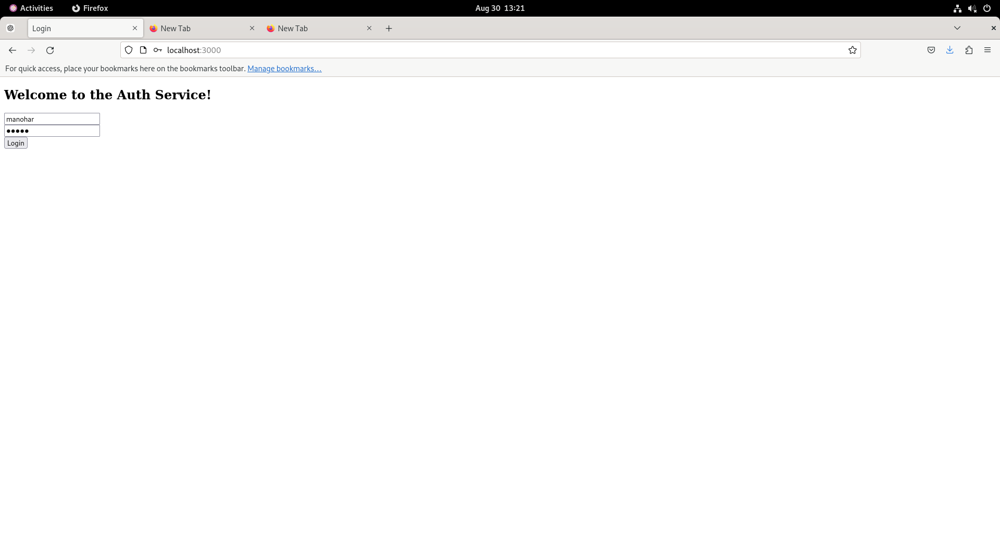 Activities Firefox Aug 30 13:21
Login New Tab New Tab
localhost:3000
For quick access, place your bookmarks here on the bookmarks toolbar. Manage bookmarks...
Welcome to the Auth Service!
manohar
●●●●●
Login